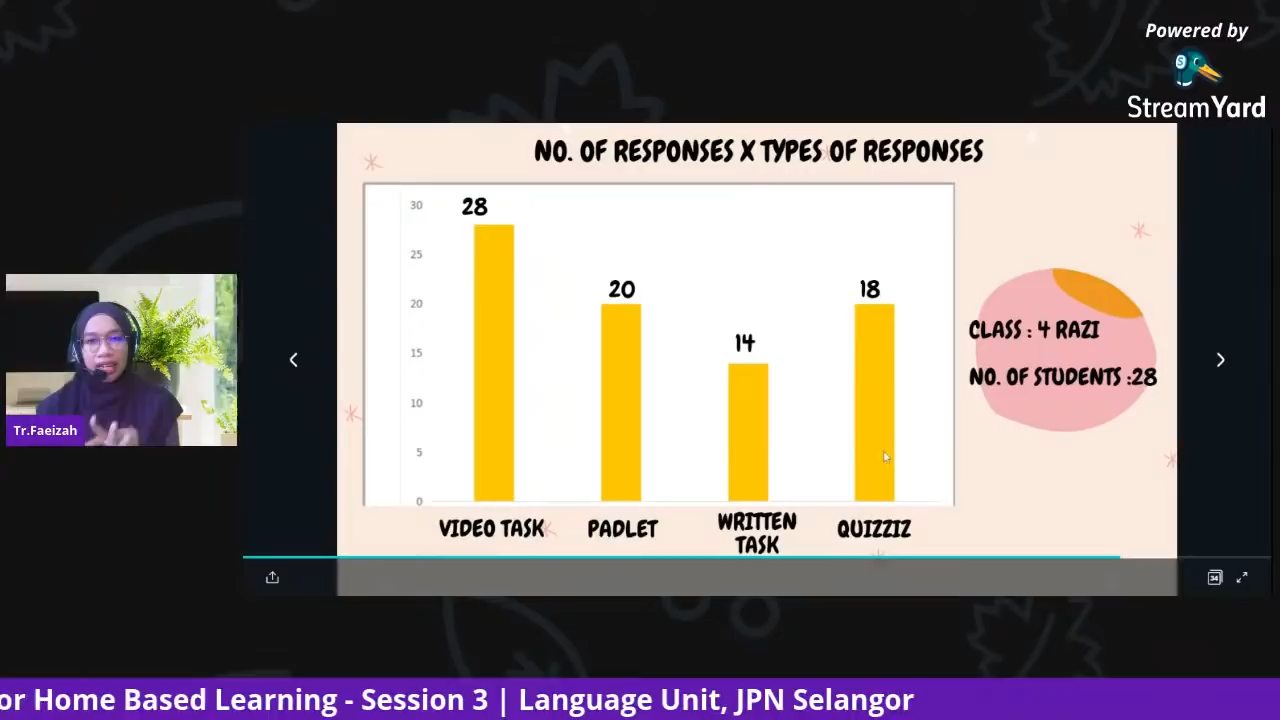 Powered by
StreamYard
NO. OF RESPONSES X TYPES OF RESPONSES
30
25
20
15
10
5
0
28
20
14
18
VIDEO TASK
PADLET
WRITTEN
TASK
QUIZZIZ
CLASS : 4 RAZI
NO. OF STUDENTS :28
Tr.Faeizah
34
or Home Based Learning - Session 3 | Language Unit, JPN Selangor